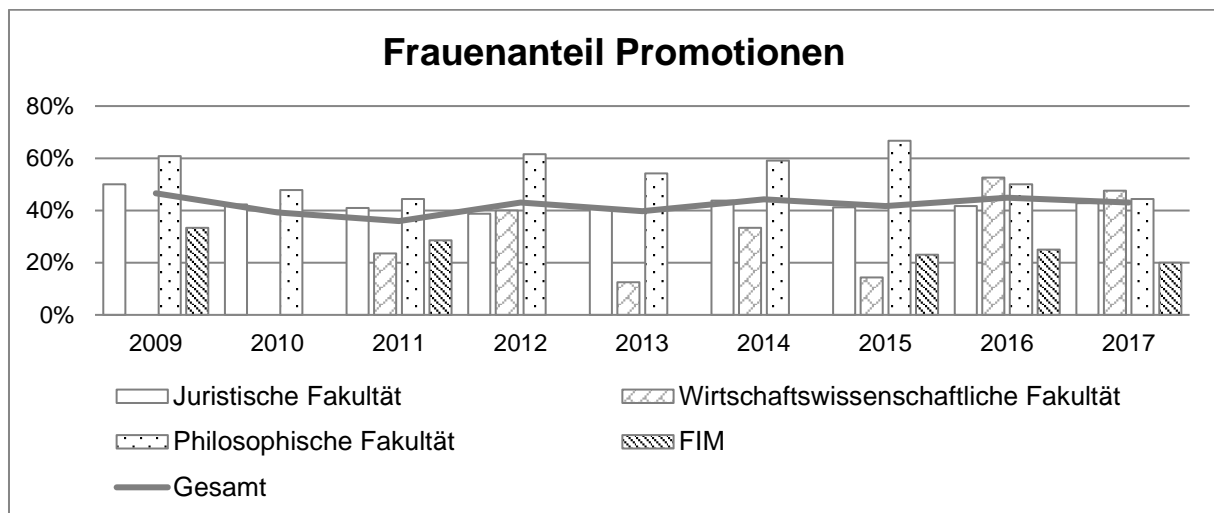 Frauenanteil Promotionen
80%
60%
40%
20%
0%
2009 2010 2011 2012 2013 2014 2015 2016 2017
Juristische Fakultät Wirtschaftswissenschaftliche Fakultät
Philosophische Fakultät FIM
Gesamt